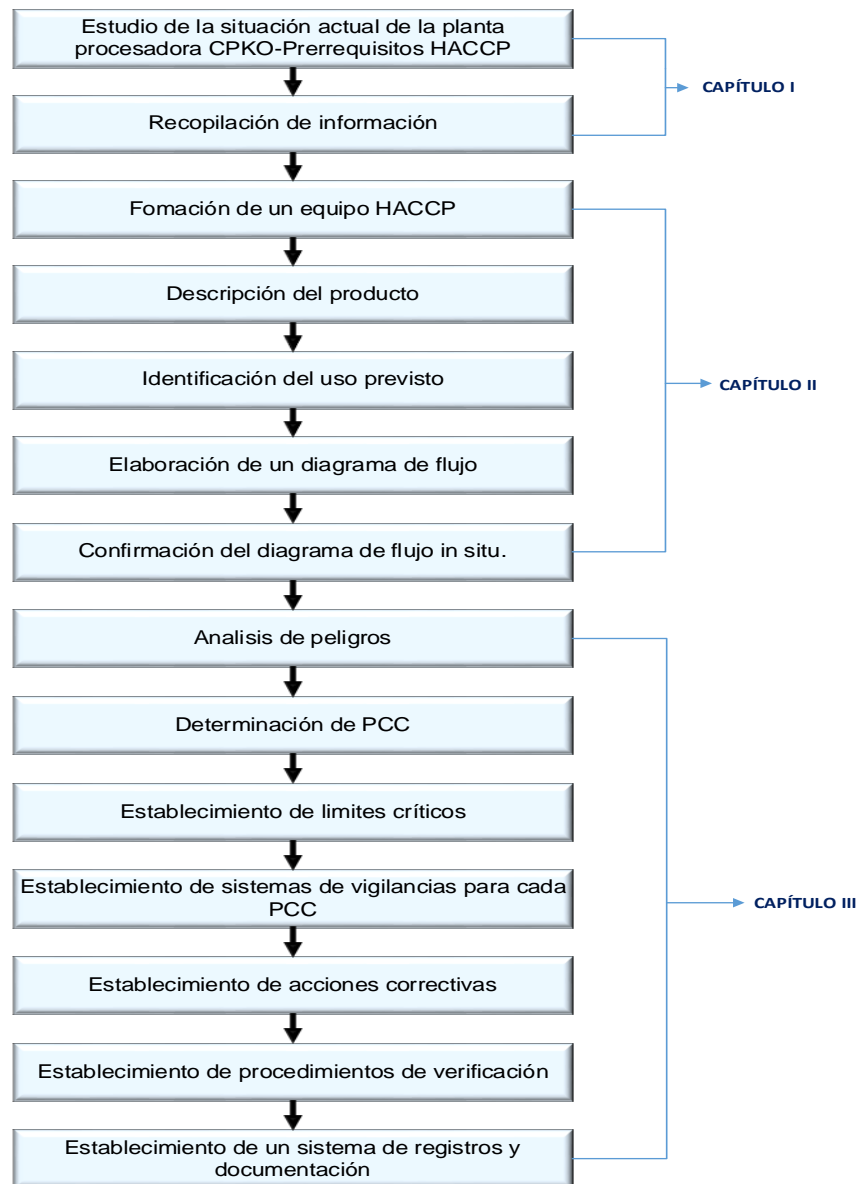 Estudio de la situación actual de la planta
procesadora CPKO-Prerrequisitos HACCP
CAPÍTULO I
Recopilación de información
Fomación de un equipo HACCP
Descripción del producto
Identificación del uso previsto
CAPÍTULO II
Elaboración de un diagrama de flujo
Confirmación del diagrama de flujo in situ.
Analisis de peligros
Determinación de PCC
Establecimiento de limites críticos
Establecimiento de sistemas de vigilancias para cada
PCC
CAPÍTULO III
Establecimiento de acciones correctivas
Establecimiento de procedimientos de verificación
Establecimiento de un sistema de registros y
documentación